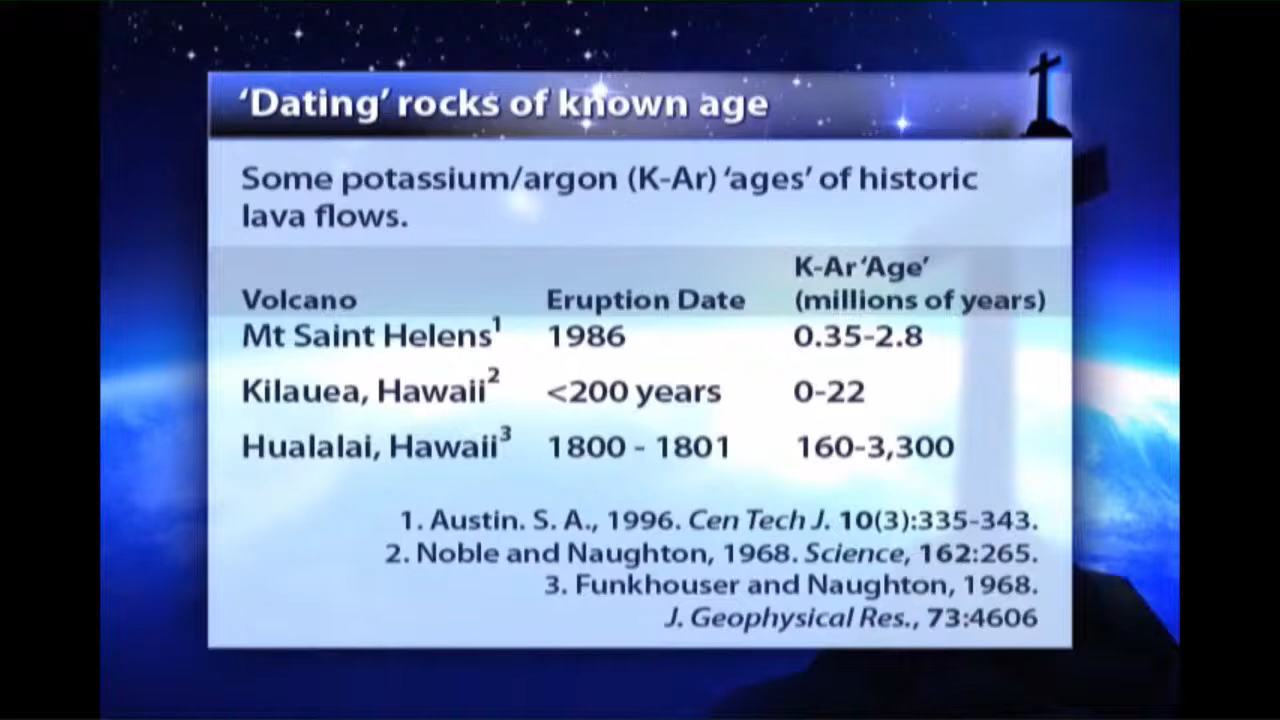 ‘Dating’ rocks of known age
Some potassium/argon (K-Ar) ‘ages’ of historic
lava flows.
K-Ar ‘Age’
Volcano Eruption Date (millions of years)
Mt Saint Helens¹ 1986 0.35-2.8
Kilauea, Hawaii² <200 years 0-22
Hualalai, Hawaii³ 1800 - 1801 160-3,300
1. Austin. S. A., 1996. Cen Tech J. 10(3):335-343.
2. Noble and Naughton, 1968. Science, 162:265.
3. Funkhouser and Naughton, 1968.
J. Geophysical Res., 73:4606